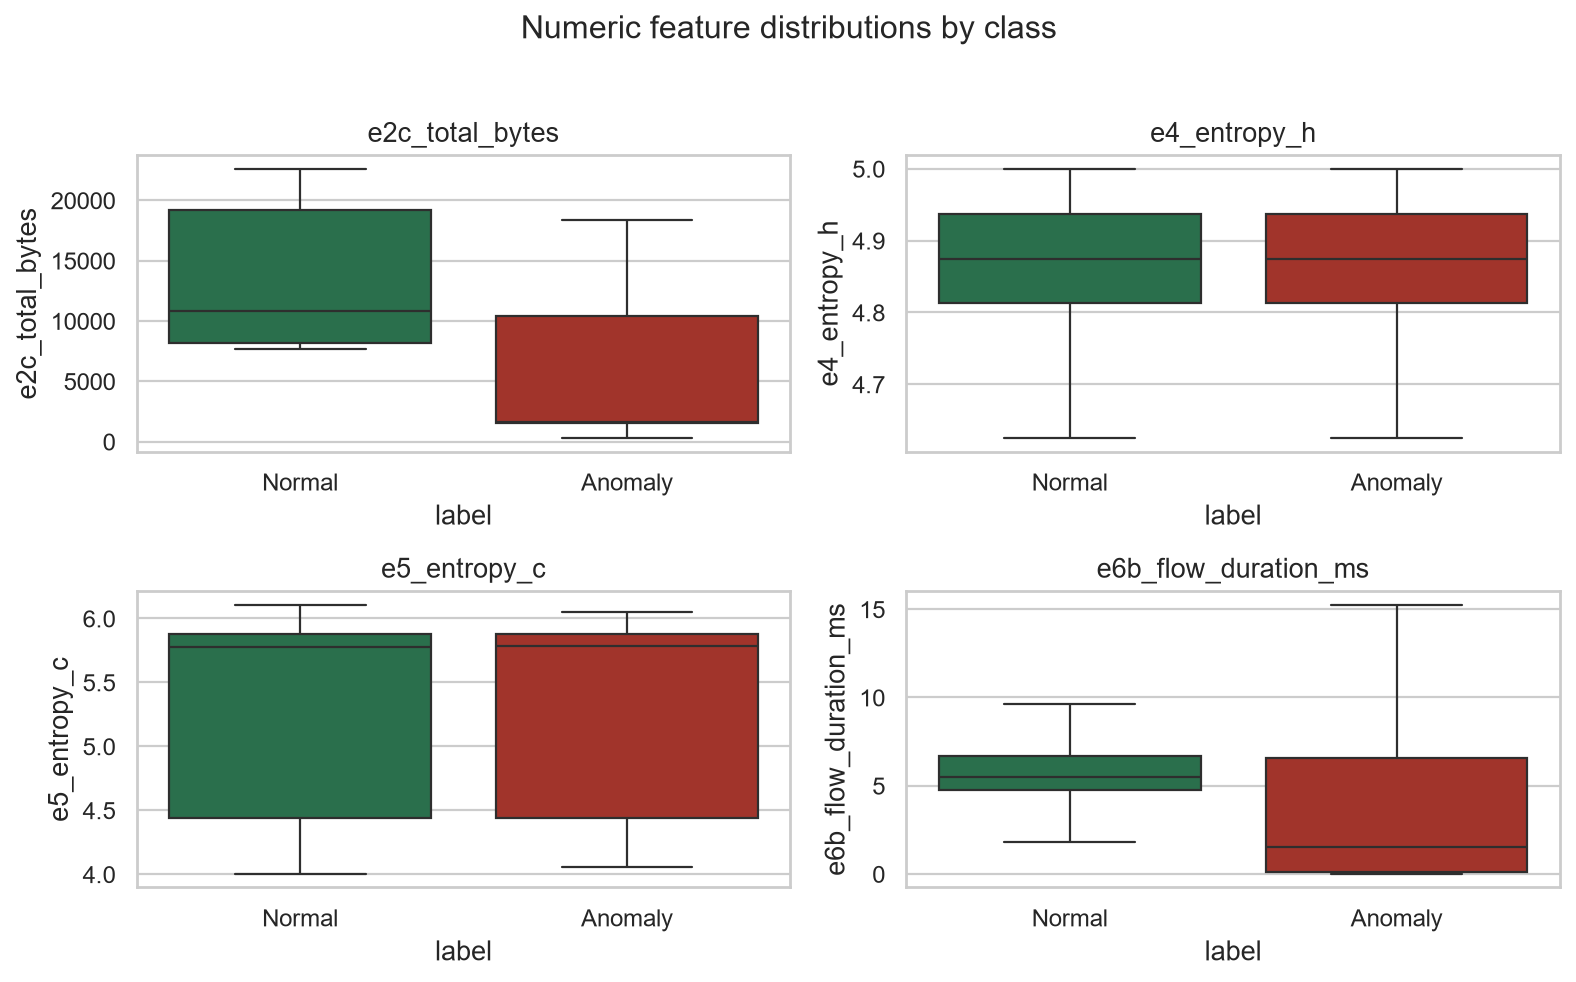 Numeric feature distributions by class
e2c_total_bytes
e2c_total_bytes
20000
15000
10000
5000
0
Normal
Anomaly
label
e4_entropy_h
e4_entropy_h
5.0
4.9
4.8
4.7
Normal
Anomaly
label
e5_entropy_c
e5_entropy_c
6.0
5.5
5.0
4.5
4.0
Normal
Anomaly
label
e6b_flow_duration_ms
e6b_flow_duration_ms
15
10
5
0
Normal
Anomaly
label